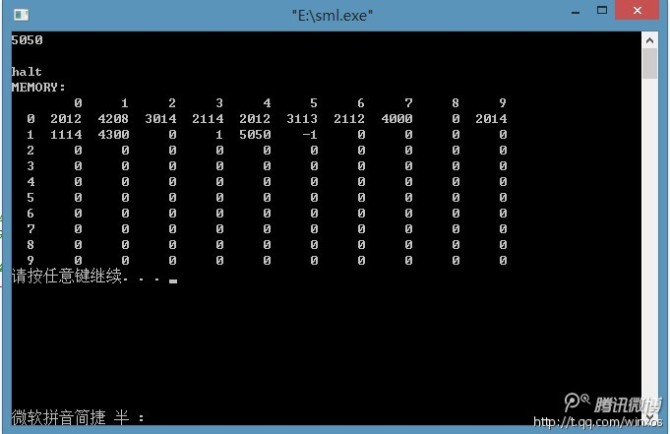 "E:\sml.exe"
5050
halt
MEMORY:
0 1 2 3 4 5 6 7 8 9
0 2012 4208 3014 2114 2012 3113 2112 4000 0 2014
1 1114 4300 0 1 5050 -1 0 0 0 0
2 0 0 0 0 0 0 0 0 0 0
3 0 0 0 0 0 0 0 0 0 0
4 0 0 0 0 0 0 0 0 0 0
5 0 0 0 0 0 0 0 0 0 0
6 0 0 0 0 0 0 0 0 0 0
7 0 0 0 0 0 0 0 0 0 0
8 0 0 0 0 0 0 0 0 0 0
9 0 0 0 0 0 0 0 0 0 0
请按任意键继续. . .
微软拼音简捷 半 :
腾讯微博